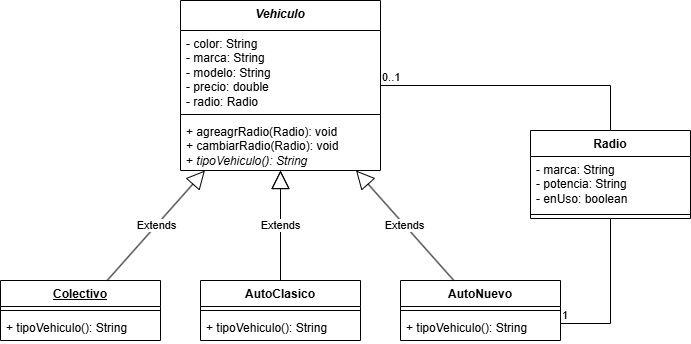 Vehiculo
- color: String
- marca: String
- modelo: String
- precio: double
- radio: Radio
+ agreagrRadio(Radio): void
+ cambiarRadio(Radio): void
+ tipoVehiculo(): String
0..1
Radio
- marca: String
- potencia: String
- enUso: boolean
Extends
Extends
Extends
Colectivo
+ tipoVehiculo(): String
AutoClasico
+ tipoVehiculo(): String
AutoNuevo
+ tipoVehiculo(): String
1